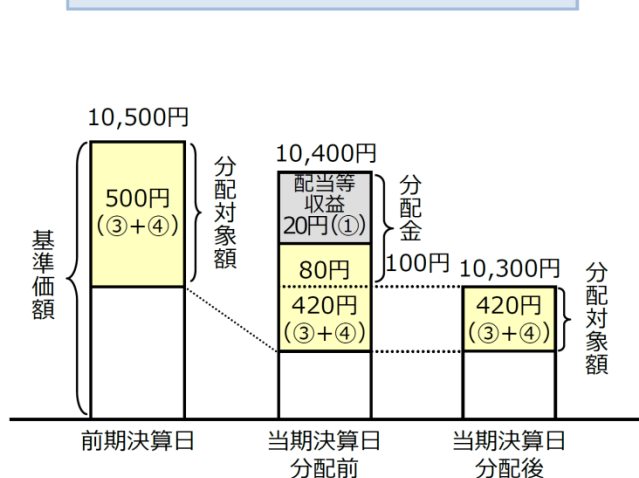 10,500円
10,400円
配当等
収益
20円(①)
分配対象額
500円
(③+④)
分配金
基準価額
80円
100円
10,300円
分配対象額
420円
(③+④)
420円
(③+④)
前期決算日
当期決算日
分配前
当期決算日
分配後